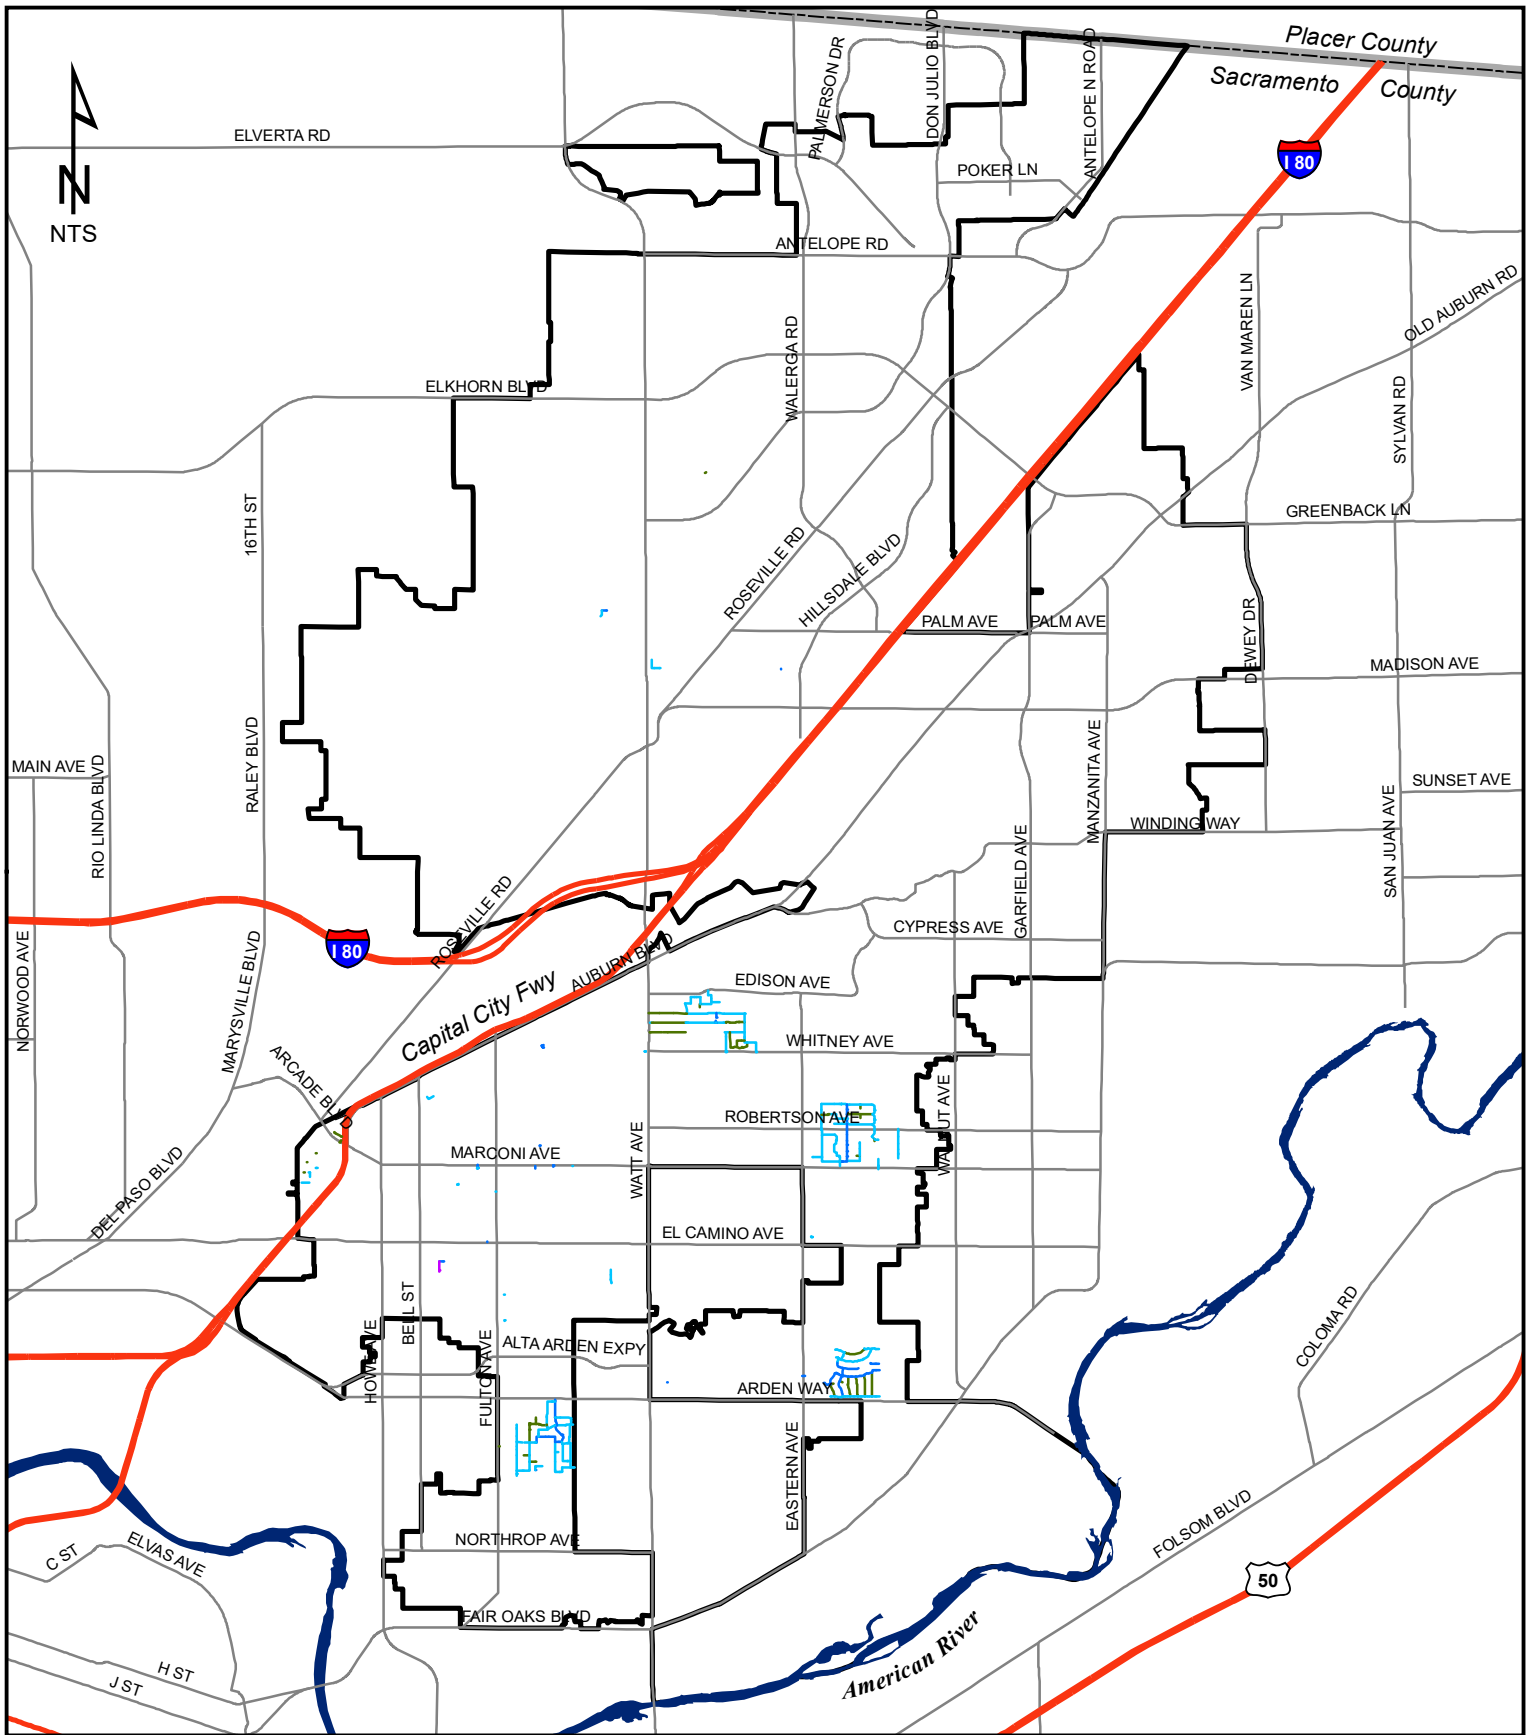 Placer County
Sacramento County
I 80
ELVERTA RD
PALMERSON DR
DON JULIO BLVD
ANTELOPE N ROAD
POKER LN
N
NTS
ANTELOPE RD
VAN MAREN LN
OLD AUBURN RD
WALERGA RD
ELKHORN BLVD
SYLVAN RD
16TH ST
GREENBACK LN
ROSEVILLE RD
HILLSDALE BLVD
PALM AVE
PALM AVE
DEWEY DR
MADISON AVE
RALEY BLVD
MAIN AVE
RIO LINDA BLVD
MANZANITA AVE
SUNSET AVE
SAN JUAN AVE
WINDING WAY
GARFIELD AVE
ROSEVILLE RD
CYPRESS AVE
I 80
NORWOOD AVE
MARYSVILLE BLVD
AUBURN BLVD
Capital City Fwy
EDISON AVE
WHITNEY AVE
ARCADE BLVD
WALNUT AVE
ROBERTSON AVE
MARCONI AVE
WATT AVE
DEL PASO BLVD
EL CAMINO AVE
BELL ST
HOWE AVE
FULTON AVE
ALTA ARDEN EXPY
COLOMA RD
ARDEN WAY
EASTERN AVE
FOLSOM BLVD
NORTHROP AVE
C ST
ELVAS AVE
50
FAIR OAKS BLVD
American River
H ST
J ST